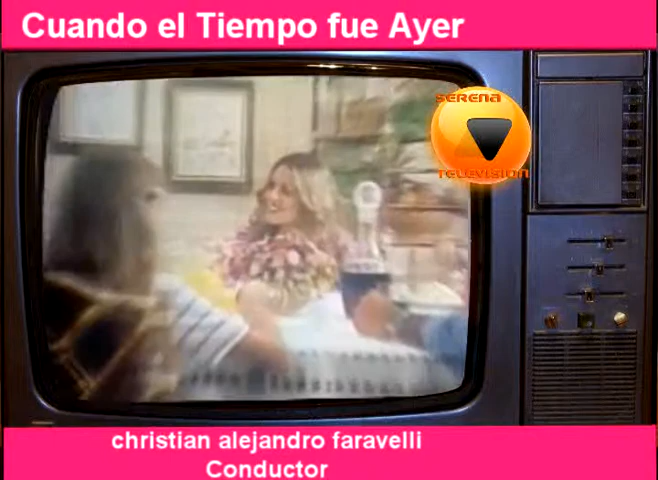 Cuando el Tiempo fue Ayer
SERENA
TELEVISION
christian alejandro faravelli
Conductor